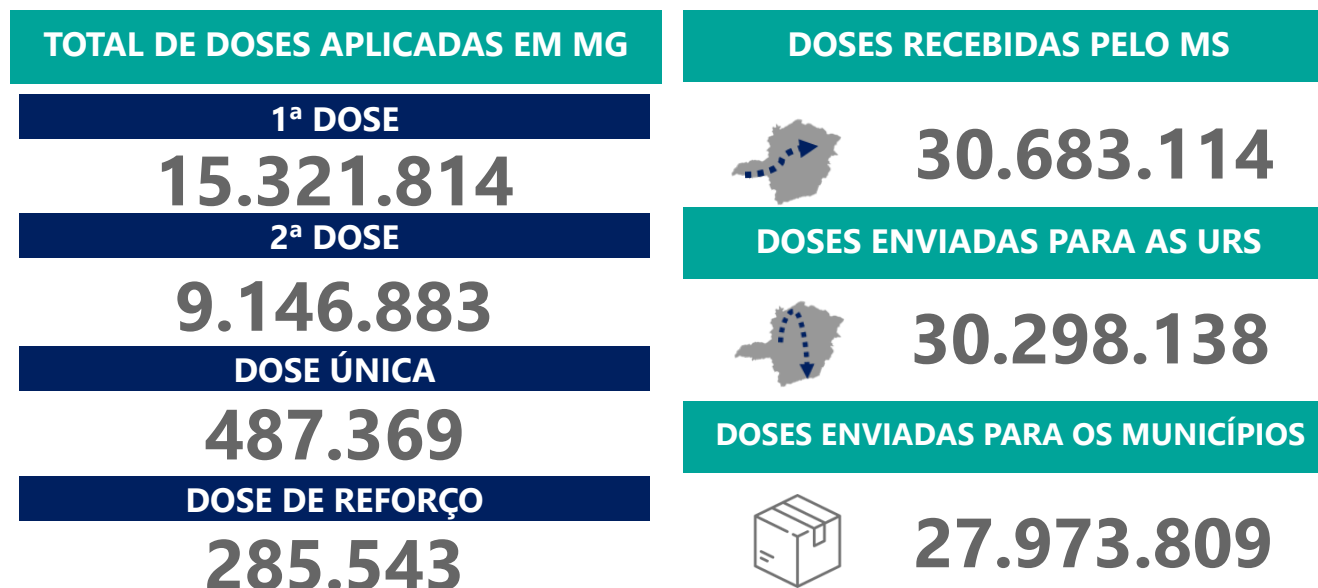 TOTAL DE DOSES APLICADAS EM MG
1ª DOSE
15.321.814
2ª DOSE
9.146.883
DOSE ÚNICA
487.369
DOSE DE REFORÇO
285.543
DOSES RECEBIDAS PELO MS
30.683.114
DOSES ENVIADAS PARA AS URS
30.298.138
DOSES ENVIADAS PARA OS MUNICÍPIOS
27.973.809